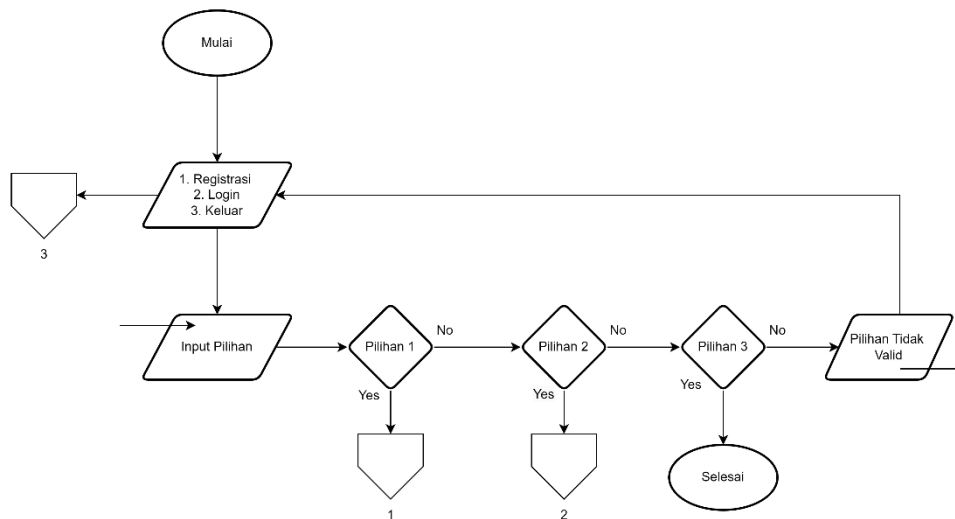 Mulai
1. Registrasi
2. Login
3. Keluar
3
Input Pilihan
Pilihan 1
No
Yes
1
Pilihan 2
No
Yes
2
Pilihan 3
No
Yes
Selesai
Pilihan Tidak
Valid